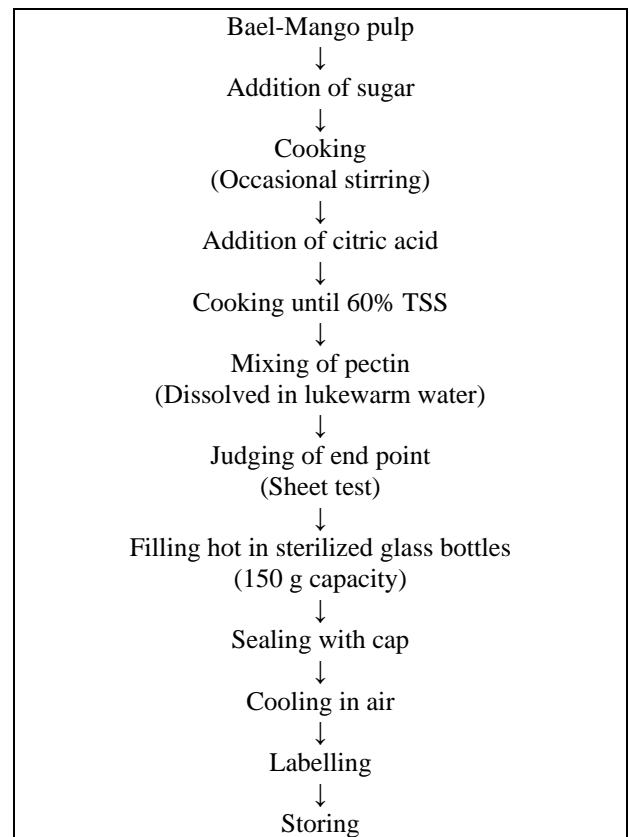 Bael-Mango pulp
↓
Addition of sugar
↓
Cooking
(Occasional stirring)
↓
Addition of citric acid
↓
Cooking until 60% TSS
↓
Mixing of pectin
(Dissolved in lukewarm water)
↓
Judging of end point
(Sheet test)
↓
Filling hot in sterilized glass bottles
(150 g capacity)
↓
Sealing with cap
↓
Cooling in air
↓
Labelling
↓
Storing